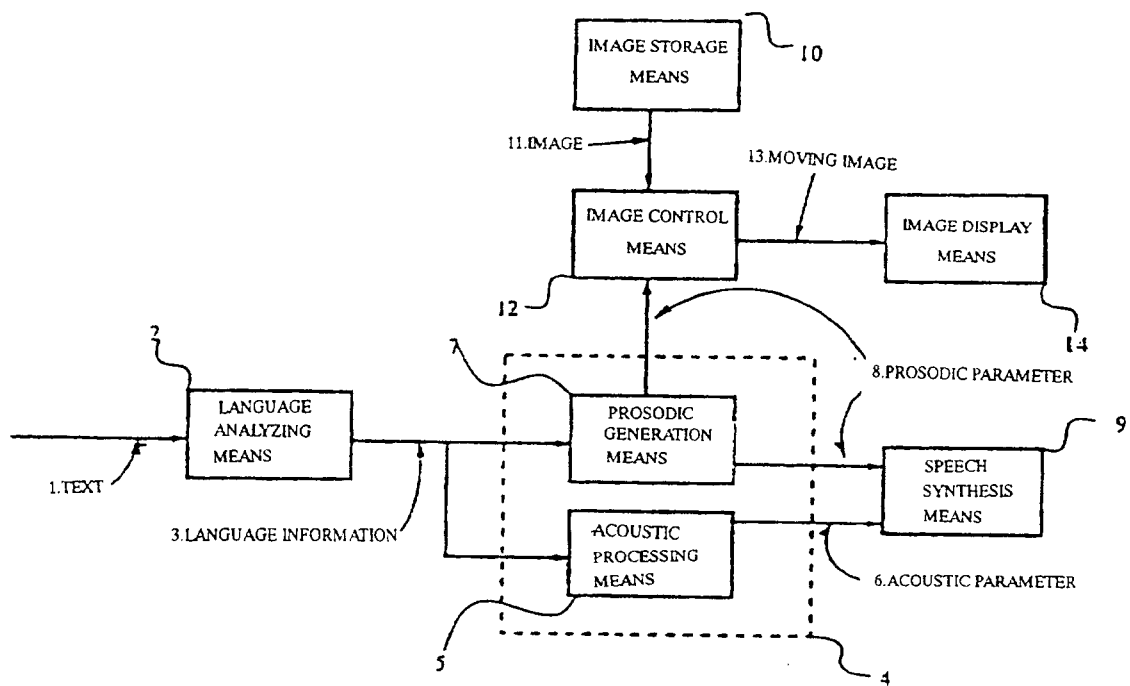 IMAGE STORAGE
MEANS
10
11.IMAGE
13.MOVING IMAGE
IMAGE CONTROL
MEANS
IMAGE DISPLAY
MEANS
12
14
2
7
8.PROSODIC PARAMETER
LANGUAGE
ANALYZING
MEANS
PROSODIC
GENERATION
MEANS
9
SPEECH
SYNTHESIS
MEANS
1.TEXT
3.LANGUAGE INFORMATION
ACOUSTIC
PROCESSING
MEANS
6.ACOUSTIC PARAMETER
5
4